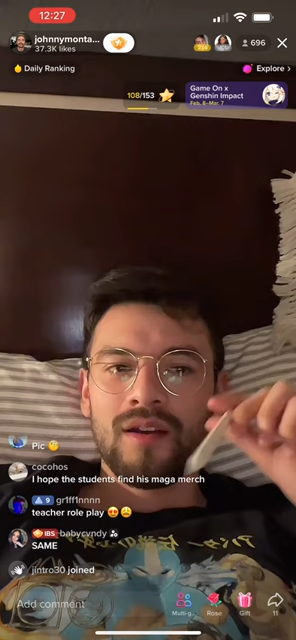 12:27
johnnymonta...
37.3K likes
696
Daily Ranking
Explore >
108/153
Game On x
Genshin Impact
Feb. 8-Mar. 7
Pic 🧐
cocohos
I hope the students find his maga merch
9 gr1ff1nnnn
teacher role play 😍😩
IBS babycvndy
SAME
jintro30 joined
Add comment
Multi-g...
Rose
Gift
11